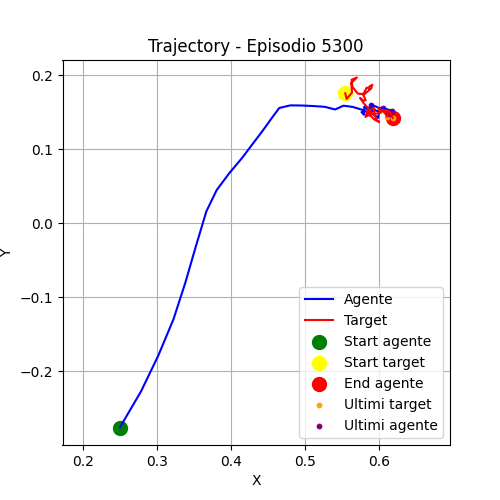 Trajectory - Episodio 5300
0.2
0.1
0.0
−0.1
−0.2
Y
0.2
0.3
0.4
0.5
0.6
X
Agente
Target
Start agente
Start target
End agente
Ultimi target
Ultimi agente